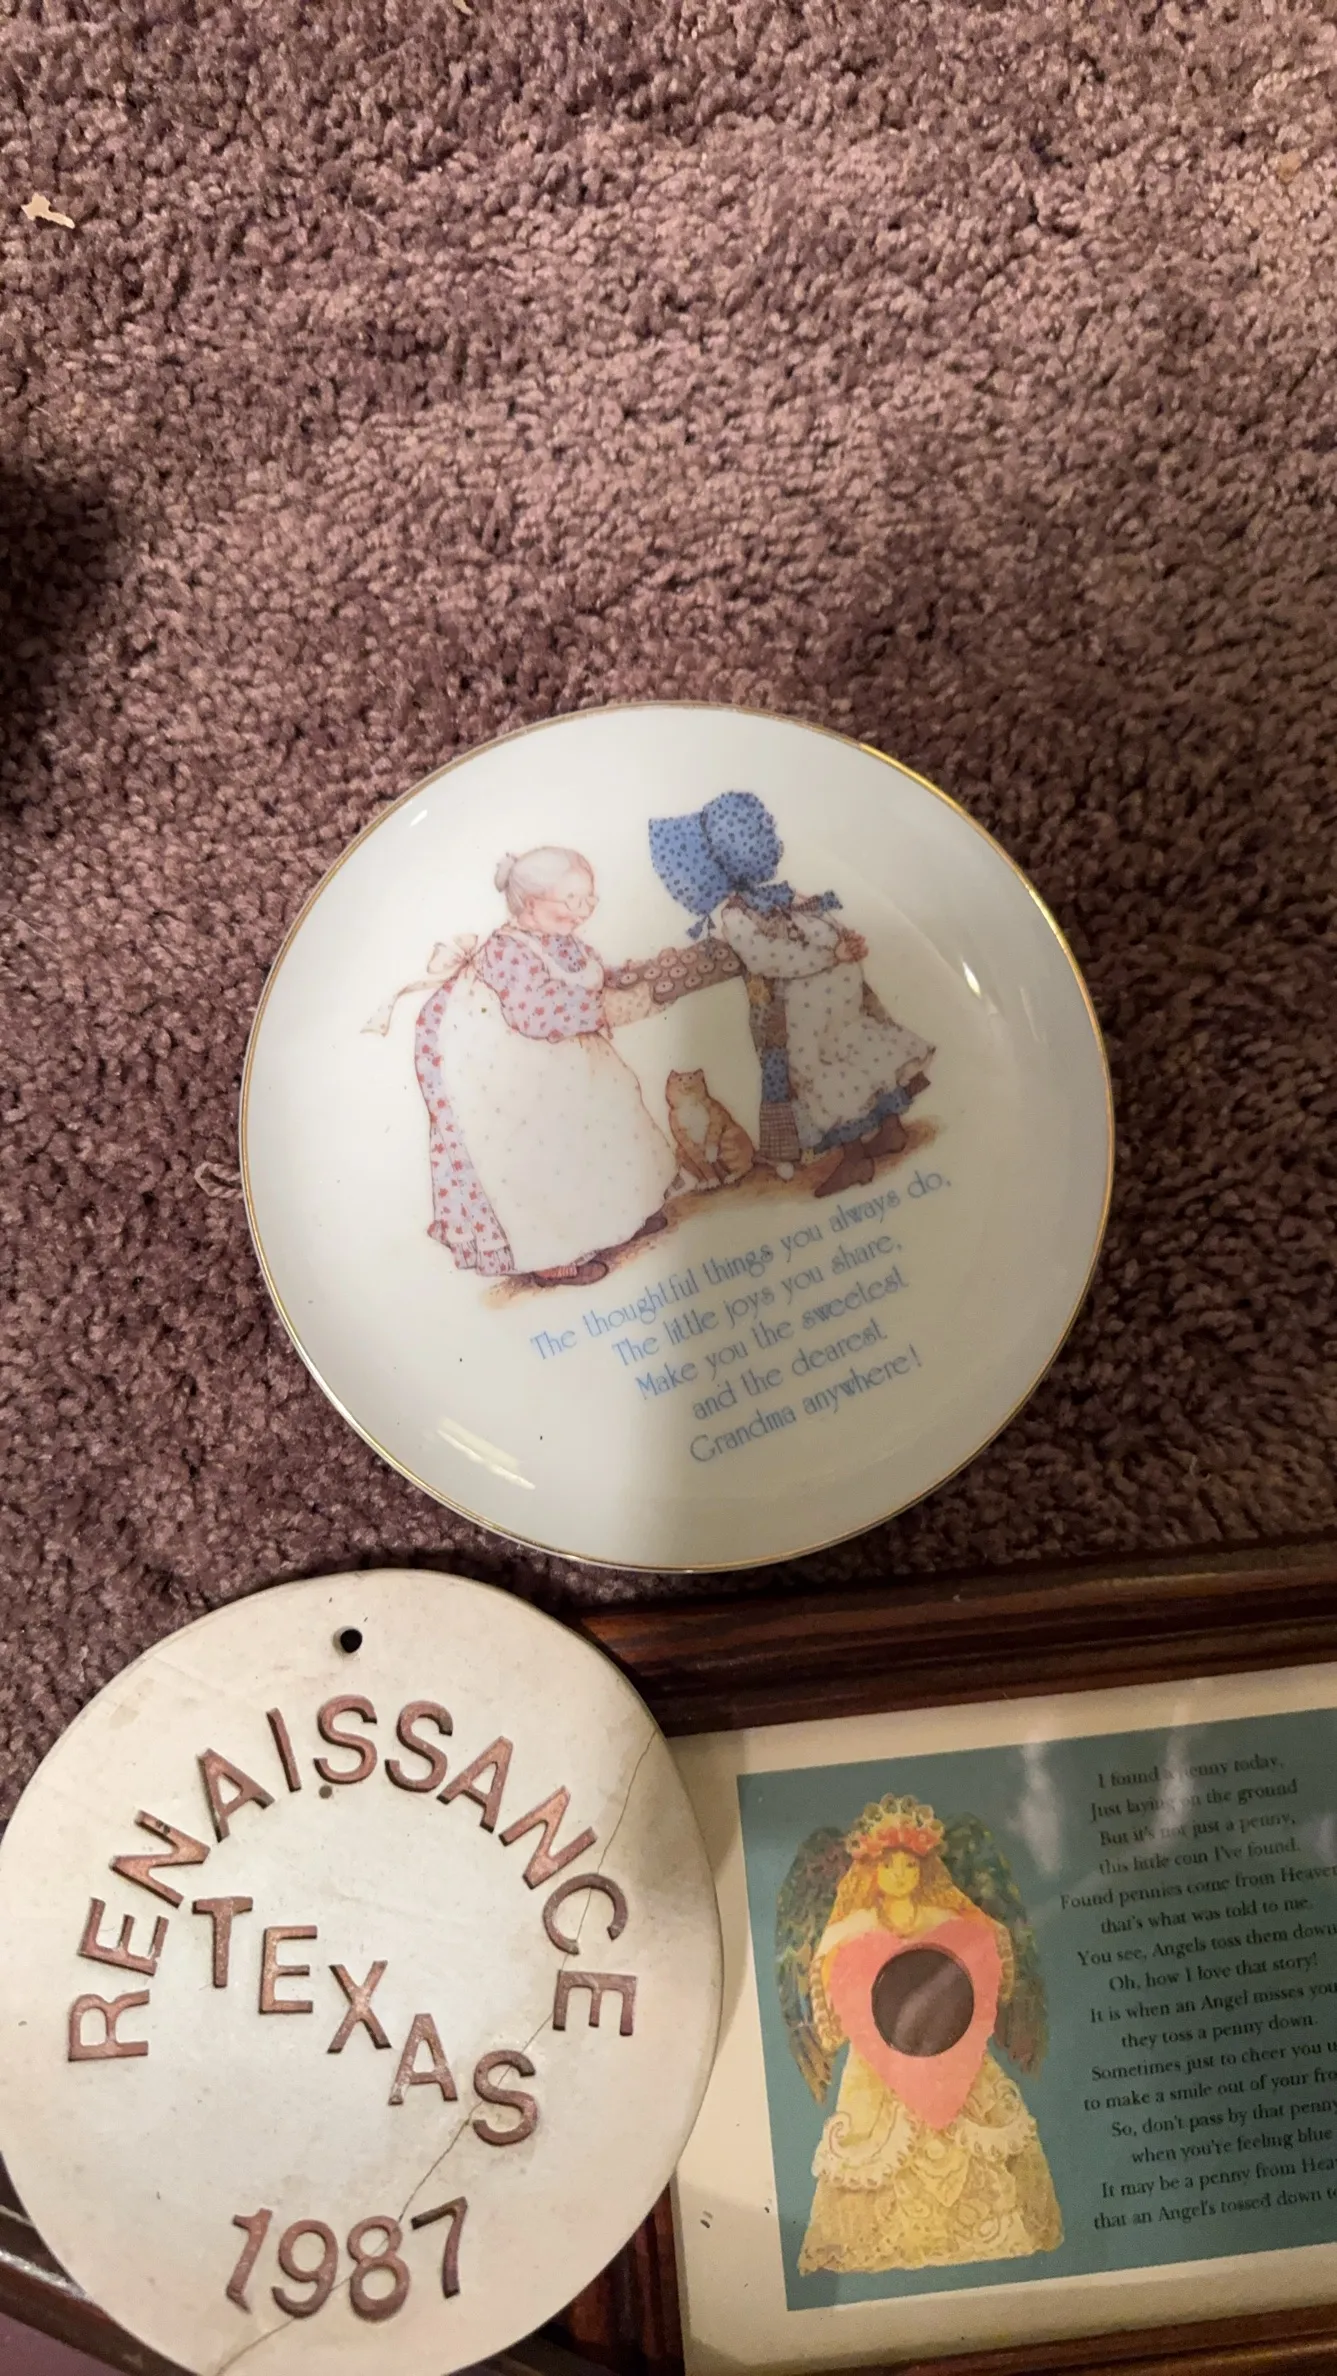 The thoughtful things you always do,
The little joys you share,
Make you the sweetest
and the dearest
Grandma anywhere!
RENAISSANCE
TEXAS
1987
I found a penny today,
Just laying on the ground
But it's not just a penny,
this little coin I've found.
Found pennies come from Heaven
that's what was told to me.
You see, Angels toss them down
Oh, how I love that story!
It is when an Angel misses you
they toss a penny down.
Sometimes just to cheer you
to make a smile out of your
So, don't pass by that penny
when you're feeling blue
It may be a penny from
that an Angel's tossed down